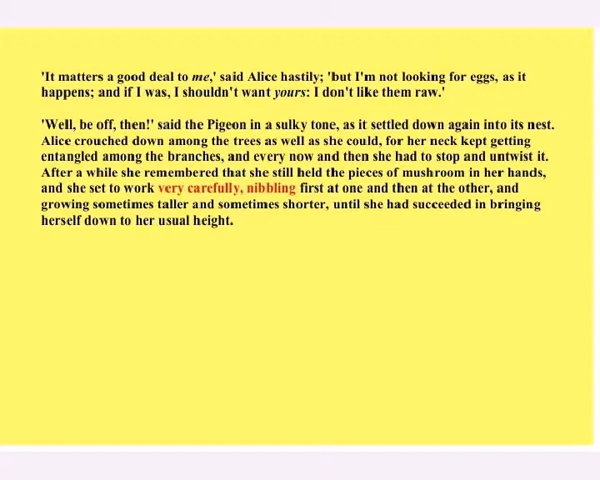 'It matters a good deal to me,' said Alice hastily; 'but I'm not looking for eggs, as it
happens; and if I was, I shouldn't want yours: I don't like them raw.'
'Well, be off, then!' said the Pigeon in a sulky tone, as it settled down again into its nest.
Alice crouched down among the trees as well as she could, for her neck kept getting
entangled among the branches, and every now and then she had to stop and untwist it.
After a while she remembered that she still held the pieces of mushroom in her hands,
and she set to work very carefully, nibbling first at one and then at the other, and
growing sometimes taller and sometimes shorter, until she had succeeded in bringing
herself down to her usual height.